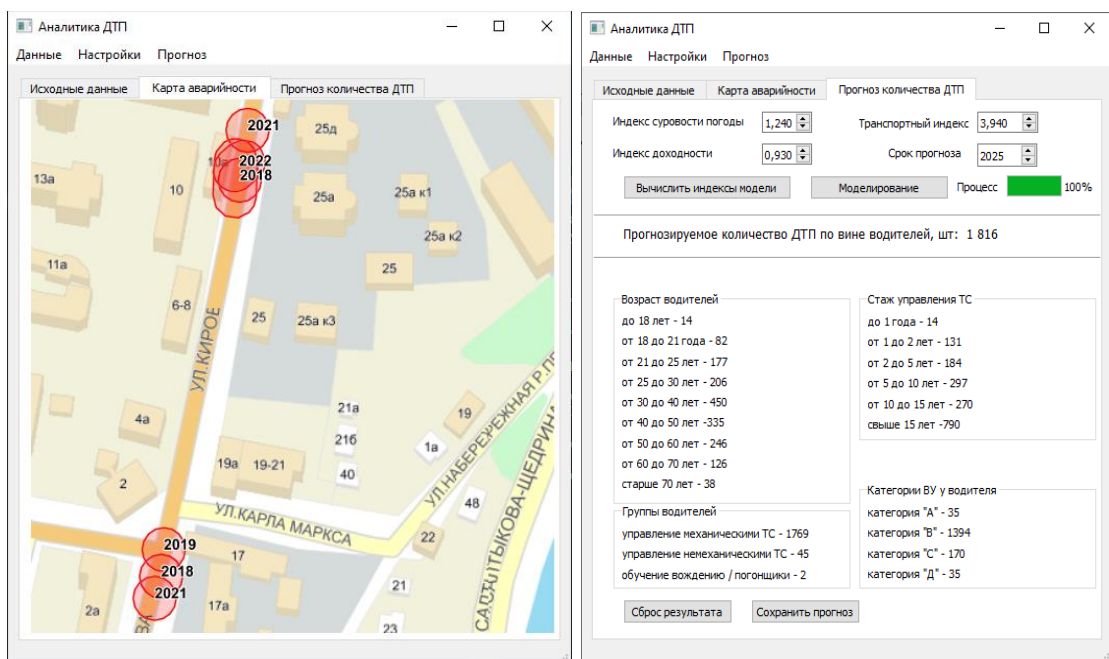 Аналитика ДТП
Данные Настройки Прогноз
Исходные данные Карта аварийности Прогноз количества ДТП
2021
25д
10а
2022
2018
13а
10
25а
25а к1
25а к2
11а
25
6-8
25
25а к3
УЛ.КИРОВ
21а
19
4а
21б
1а
19а 19-21
40
2
48
УЛ.НАБЕРЕЖНАЯ Р.П
УЛ.КАРЛА МАРКСА
САЛТЫКОВА-ЩЕДРИНА
22
2019
17
2018
21
2021
17а
2а
23
ВА
Аналитика ДТП
Данные Настройки Прогноз
Исходные данные Карта аварийности Прогноз количества ДТП
Индекс суровости погоды 1,240 Транспортный индекс 3,940
Индекс доходности 0,930 Срок прогноза 2025
Вычислить индексы модели Моделирование Процесс 100%
Прогнозируемое количество ДТП по вине водителей, шт: 1 816
Возраст водителей
до 18 лет - 14
от 18 до 21 года - 82
от 21 до 25 лет - 177
от 25 до 30 лет - 206
от 30 до 40 лет - 450
от 40 до 50 лет -335
от 50 до 60 лет - 246
от 60 до 70 лет - 126
старше 70 лет - 38
Стаж управления ТС
до 1 года - 14
от 1 до 2 лет - 131
от 2 до 5 лет - 184
от 5 до 10 лет - 297
от 10 до 15 лет - 270
свыше 15 лет -790
Группы водителей
управление механическими ТС - 1769
управление немеханическими ТС - 45
обучение вождению / погонщики - 2
Категории ВУ у водителя
категория "А" - 35
категория "В" - 1394
категория "С" - 170
категория "Д" - 35
Сброс результата Сохранить прогноз